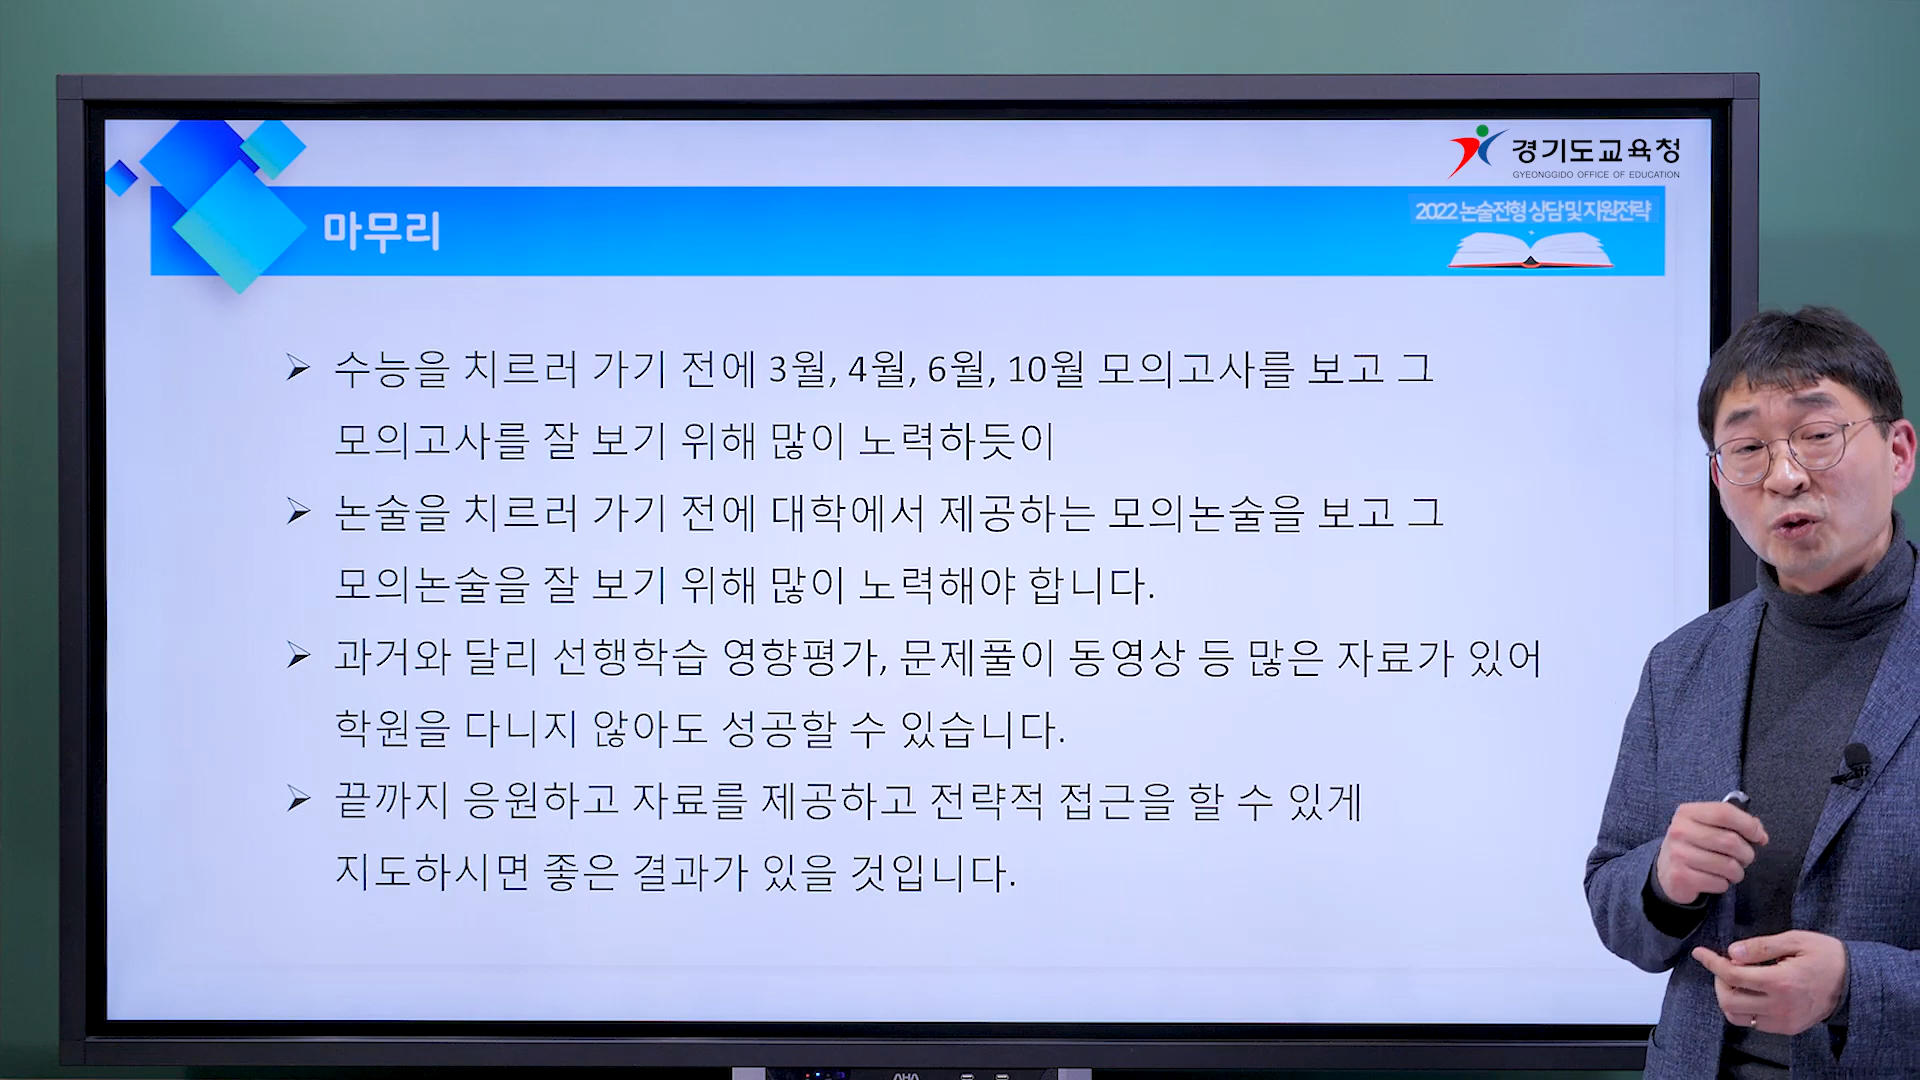 경기도교육청
GYEONGGIDO OFFICE OF EDUCATION
마무리
2022 논술전형 상담 및 지원전략
➢ 수능을 치르러 가기 전에 3월, 4월, 6월, 10월 모의고사를 보고 그
모의고사를 잘 보기 위해 많이 노력하듯이
➢ 논술을 치르러 가기 전에 대학에서 제공하는 모의논술을 보고 그
모의논술을 잘 보기 위해 많이 노력해야 합니다.
➢ 과거와 달리 선행학습 영향평가, 문제풀이 동영상 등 많은 자료가 있어
학원을 다니지 않아도 성공할 수 있습니다.
➢ 끝까지 응원하고 자료를 제공하고 전략적 접근을 할 수 있게
지도하시면 좋은 결과가 있을 것입니다.
AHA